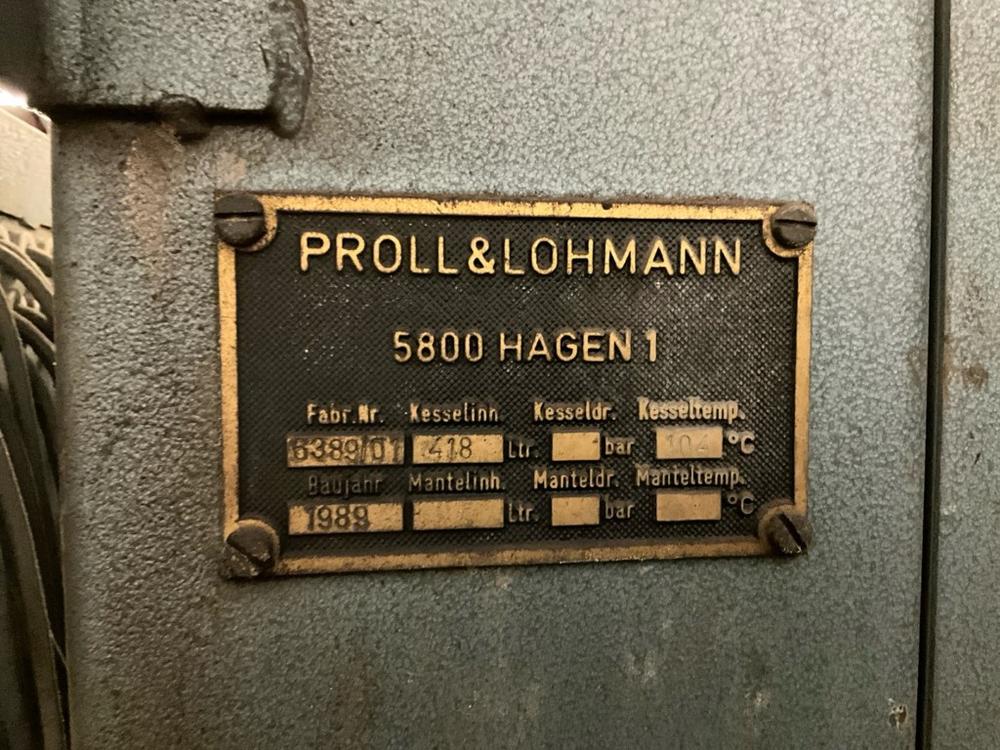 PROLL&LOHMANN
5800 HAGEN 1
Fabr.Nr. Kesselinh. Kesseldr. Kesseltemp.
6389/01 418 Ltr. bar 104 °C
Baujahr Mantelinh. Manteldr. Manteltemp.
1989 Ltr. bar °C